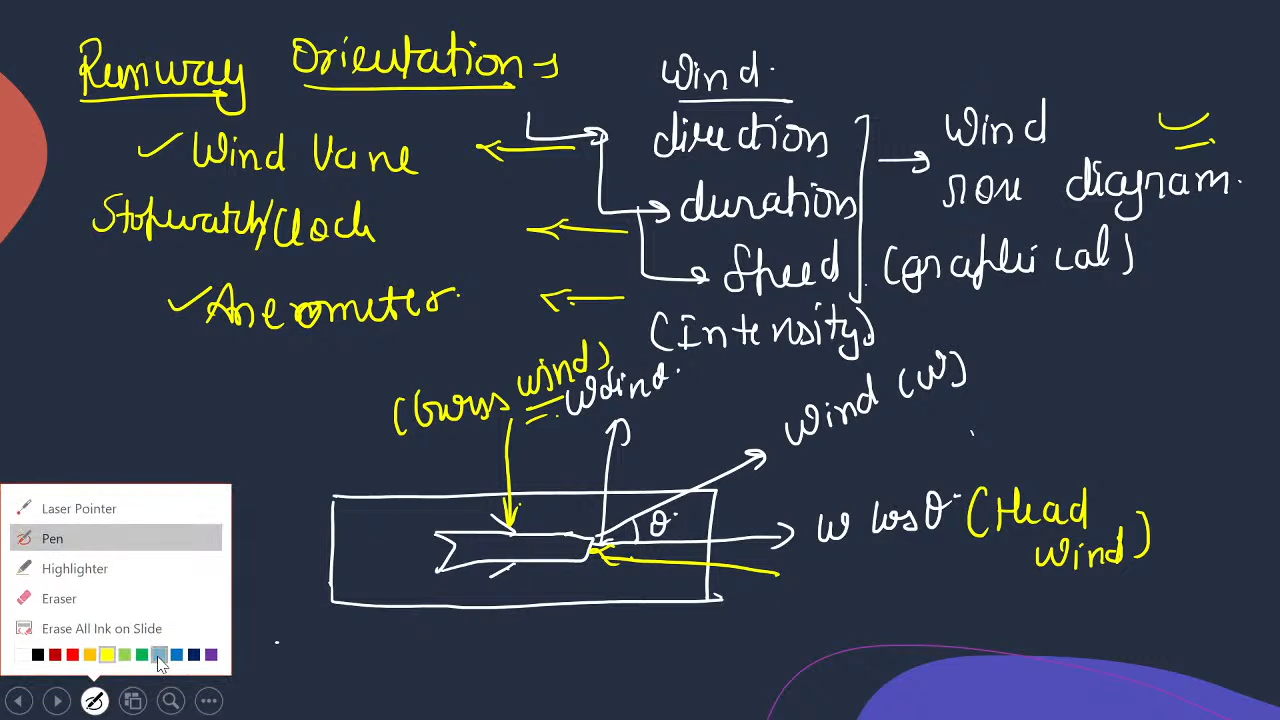 Runway Orientation →
Wind
direction
✓ Wind Vane
Wind
rose diagram.
duration
Stopwatch/Clock
Speed
(graphical)
✓ Anemometer.
(Intensity)
(Cross wind)
wind (W)
θ
W cosθ (Head
wind)
Laser Pointer
Pen
Highlighter
Eraser
Erase All Ink on Slide